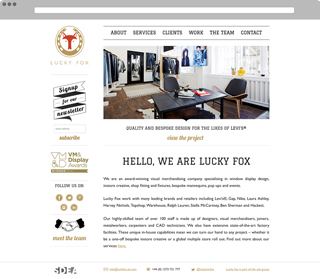 ABOUT SERVICES CLIENTS WORK THE TEAM CONTACT
LUCKY FOX
Signup
for our
newsletter
subscribe
VM&
Display
Awards
FOLLOW US ON
meet the team
SDEA
QUALITY AND BESPOKE DESIGN FOR THE LIKES OF LEVI'S®
view the project
HELLO, WE ARE LUCKY FOX
We are an award-winning visual merchandising company specialising in window display design,
instore creative, shop fitting and fixtures, bespoke mannequins, pop ups and events.
Lucky Fox work with many leading brands and retailers including Levi's®, Gap, Nike, Laura Ashley,
Harvey Nichols, Topshop, Warehouse, Ralph Lauren, Stella McCartney, Ben Sherman and Hackett.
Our highly-skilled team of over 100 staff is made up of designers, visual merchandisers, joiners,
metalworkers, carpenters and CAD technicians. We also have extensive state-of-the-art factory
facilities. These unique in-house capabilities mean we can turn our hand to any project – whether
a one-off bespoke instore creative or a global multiple store roll out. Find out more about our
services here.